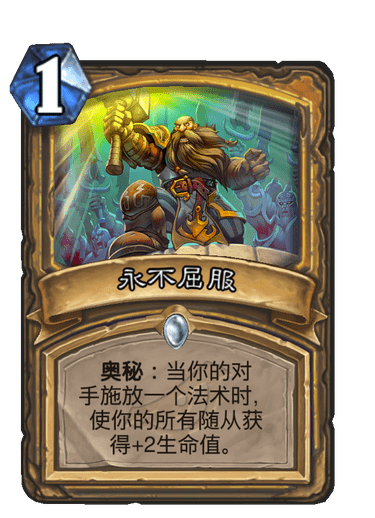 1
永不屈服
奥秘：当你的对
手施放一个法术时，
使你的所有随从获
得+2生命值。